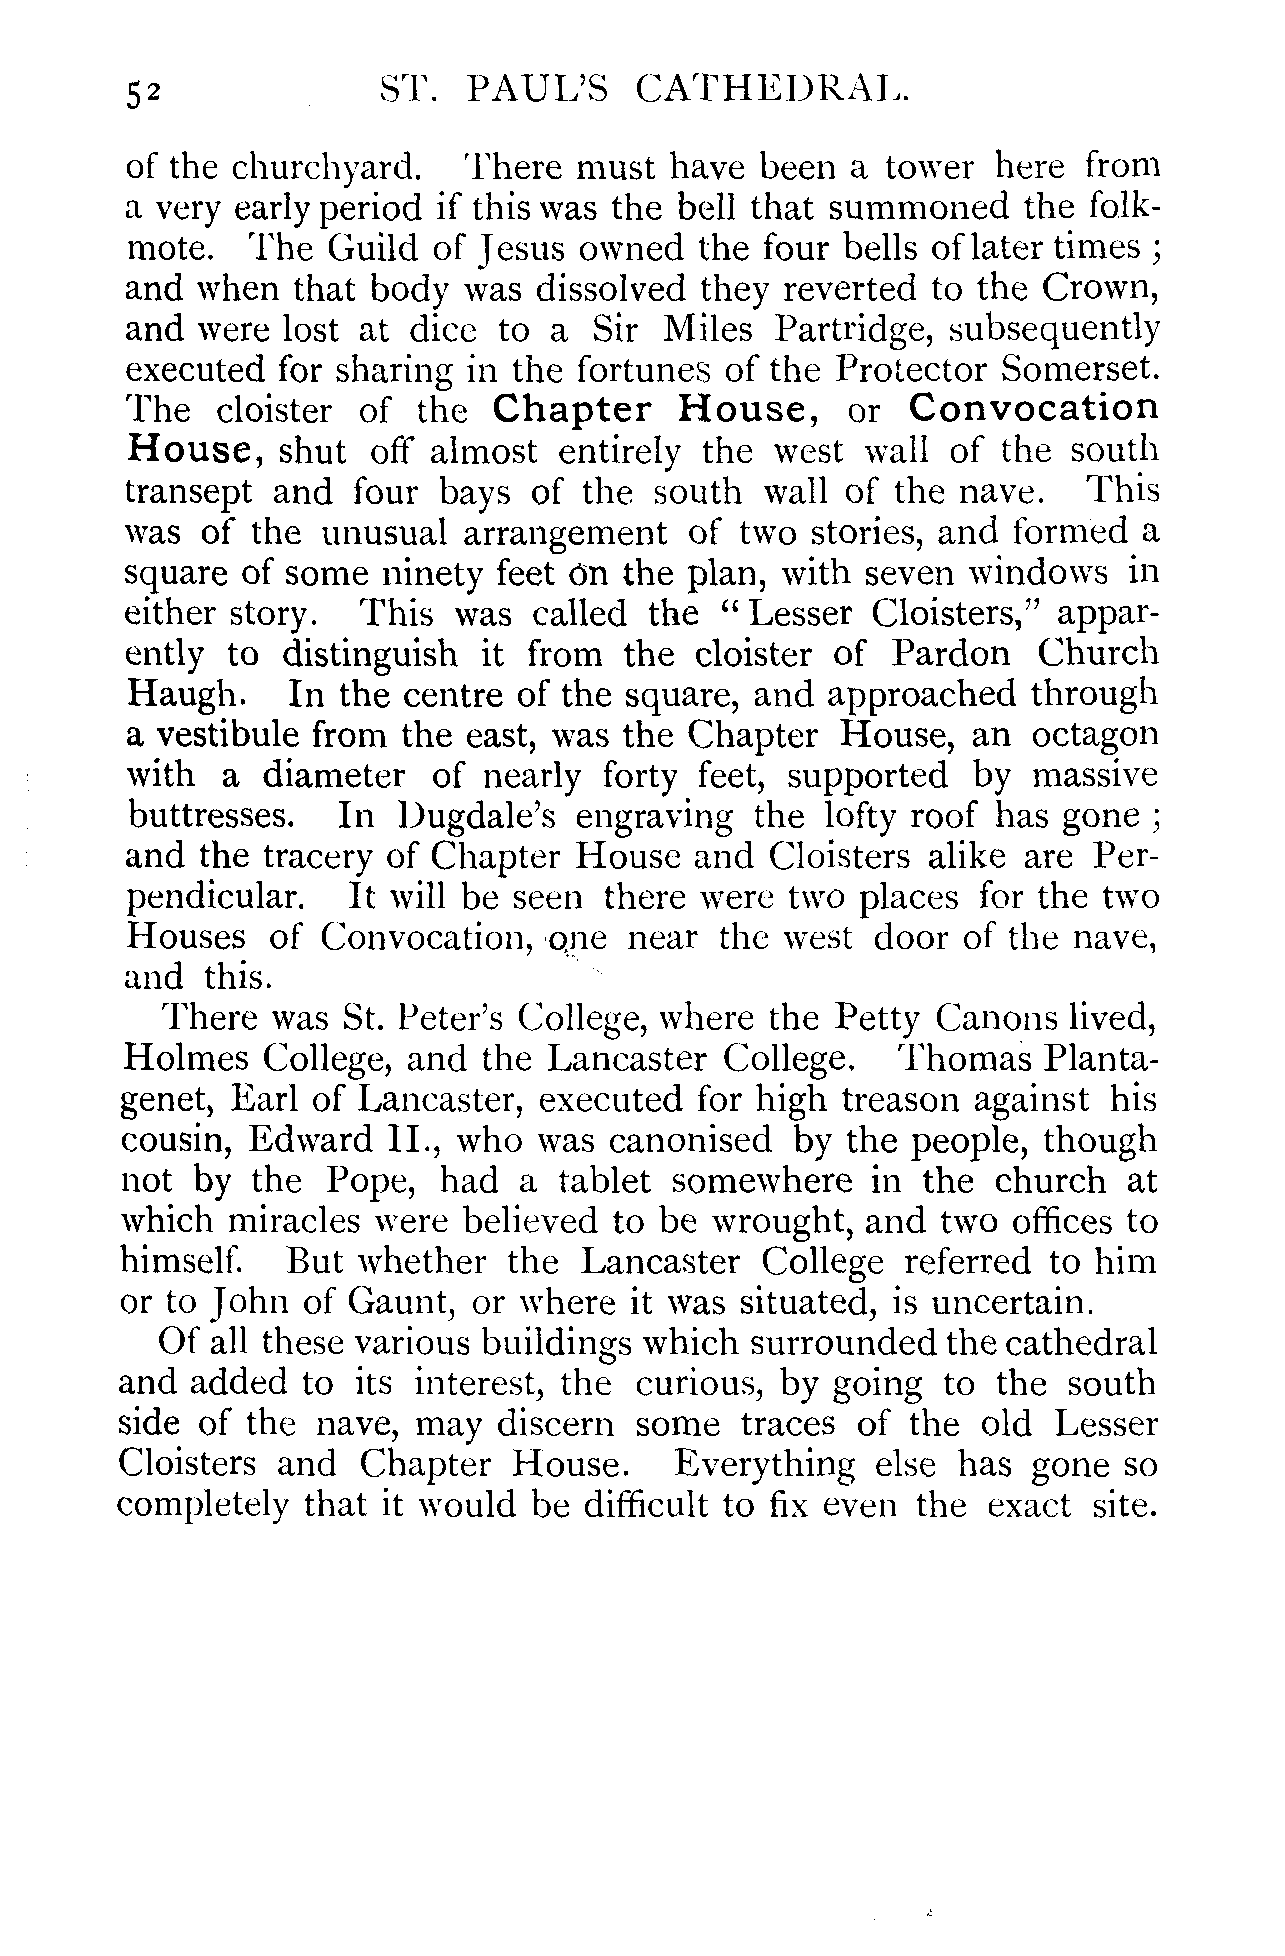 52 ST. PAUL'S CATHEDRAL.
of the churchyard. There must have been a tower here from
a very early period if this was the bell that summoned the folk-
mote. The Guild of Jesus owned the four bells of later times ;
and when that body was dissolved they reverted to the Crown,
and were lost at dice to a Sir Miles Partridge, subsequently
executed for sharing in the fortunes of the Protector Somerset.
The cloister of the Chapter House, or Convocation
House, shut off almost entirely the west wall of the south
transept and four bays of the south wall of the nave. This
was of the unusual arrangement of two stories, and formed a
square of some ninety feet on the plan, with seven windows in
either story. This was called the “ Lesser Cloisters,” appar-
ently to distinguish it from the cloister of Pardon Church
Haugh. In the centre of the square, and approached through
a vestibule from the east, was the Chapter House, an octagon
with a diameter of nearly forty feet, supported by massive
buttresses. In Dugdale's engraving the lofty roof has gone ;
and the tracery of Chapter House and Cloisters alike are Per-
pendicular. It will be seen there were two places for the two
Houses of Convocation, one near the west door of the nave,
and this.
There was St. Peter's College, where the Petty Canons lived,
Holmes College, and the Lancaster College. Thomas Planta-
genet, Earl of Lancaster, executed for high treason against his
cousin, Edward II., who was canonised by the people, though
not by the Pope, had a tablet somewhere in the church at
which miracles were believed to be wrought, and two offices to
himself. But whether the Lancaster College referred to him
or to John of Gaunt, or where it was situated, is uncertain.
Of all these various buildings which surrounded the cathedral
and added to its interest, the curious, by going to the south
side of the nave, may discern some traces of the old Lesser
Cloisters and Chapter House. Everything else has gone so
completely that it would be difficult to fix even the exact site.